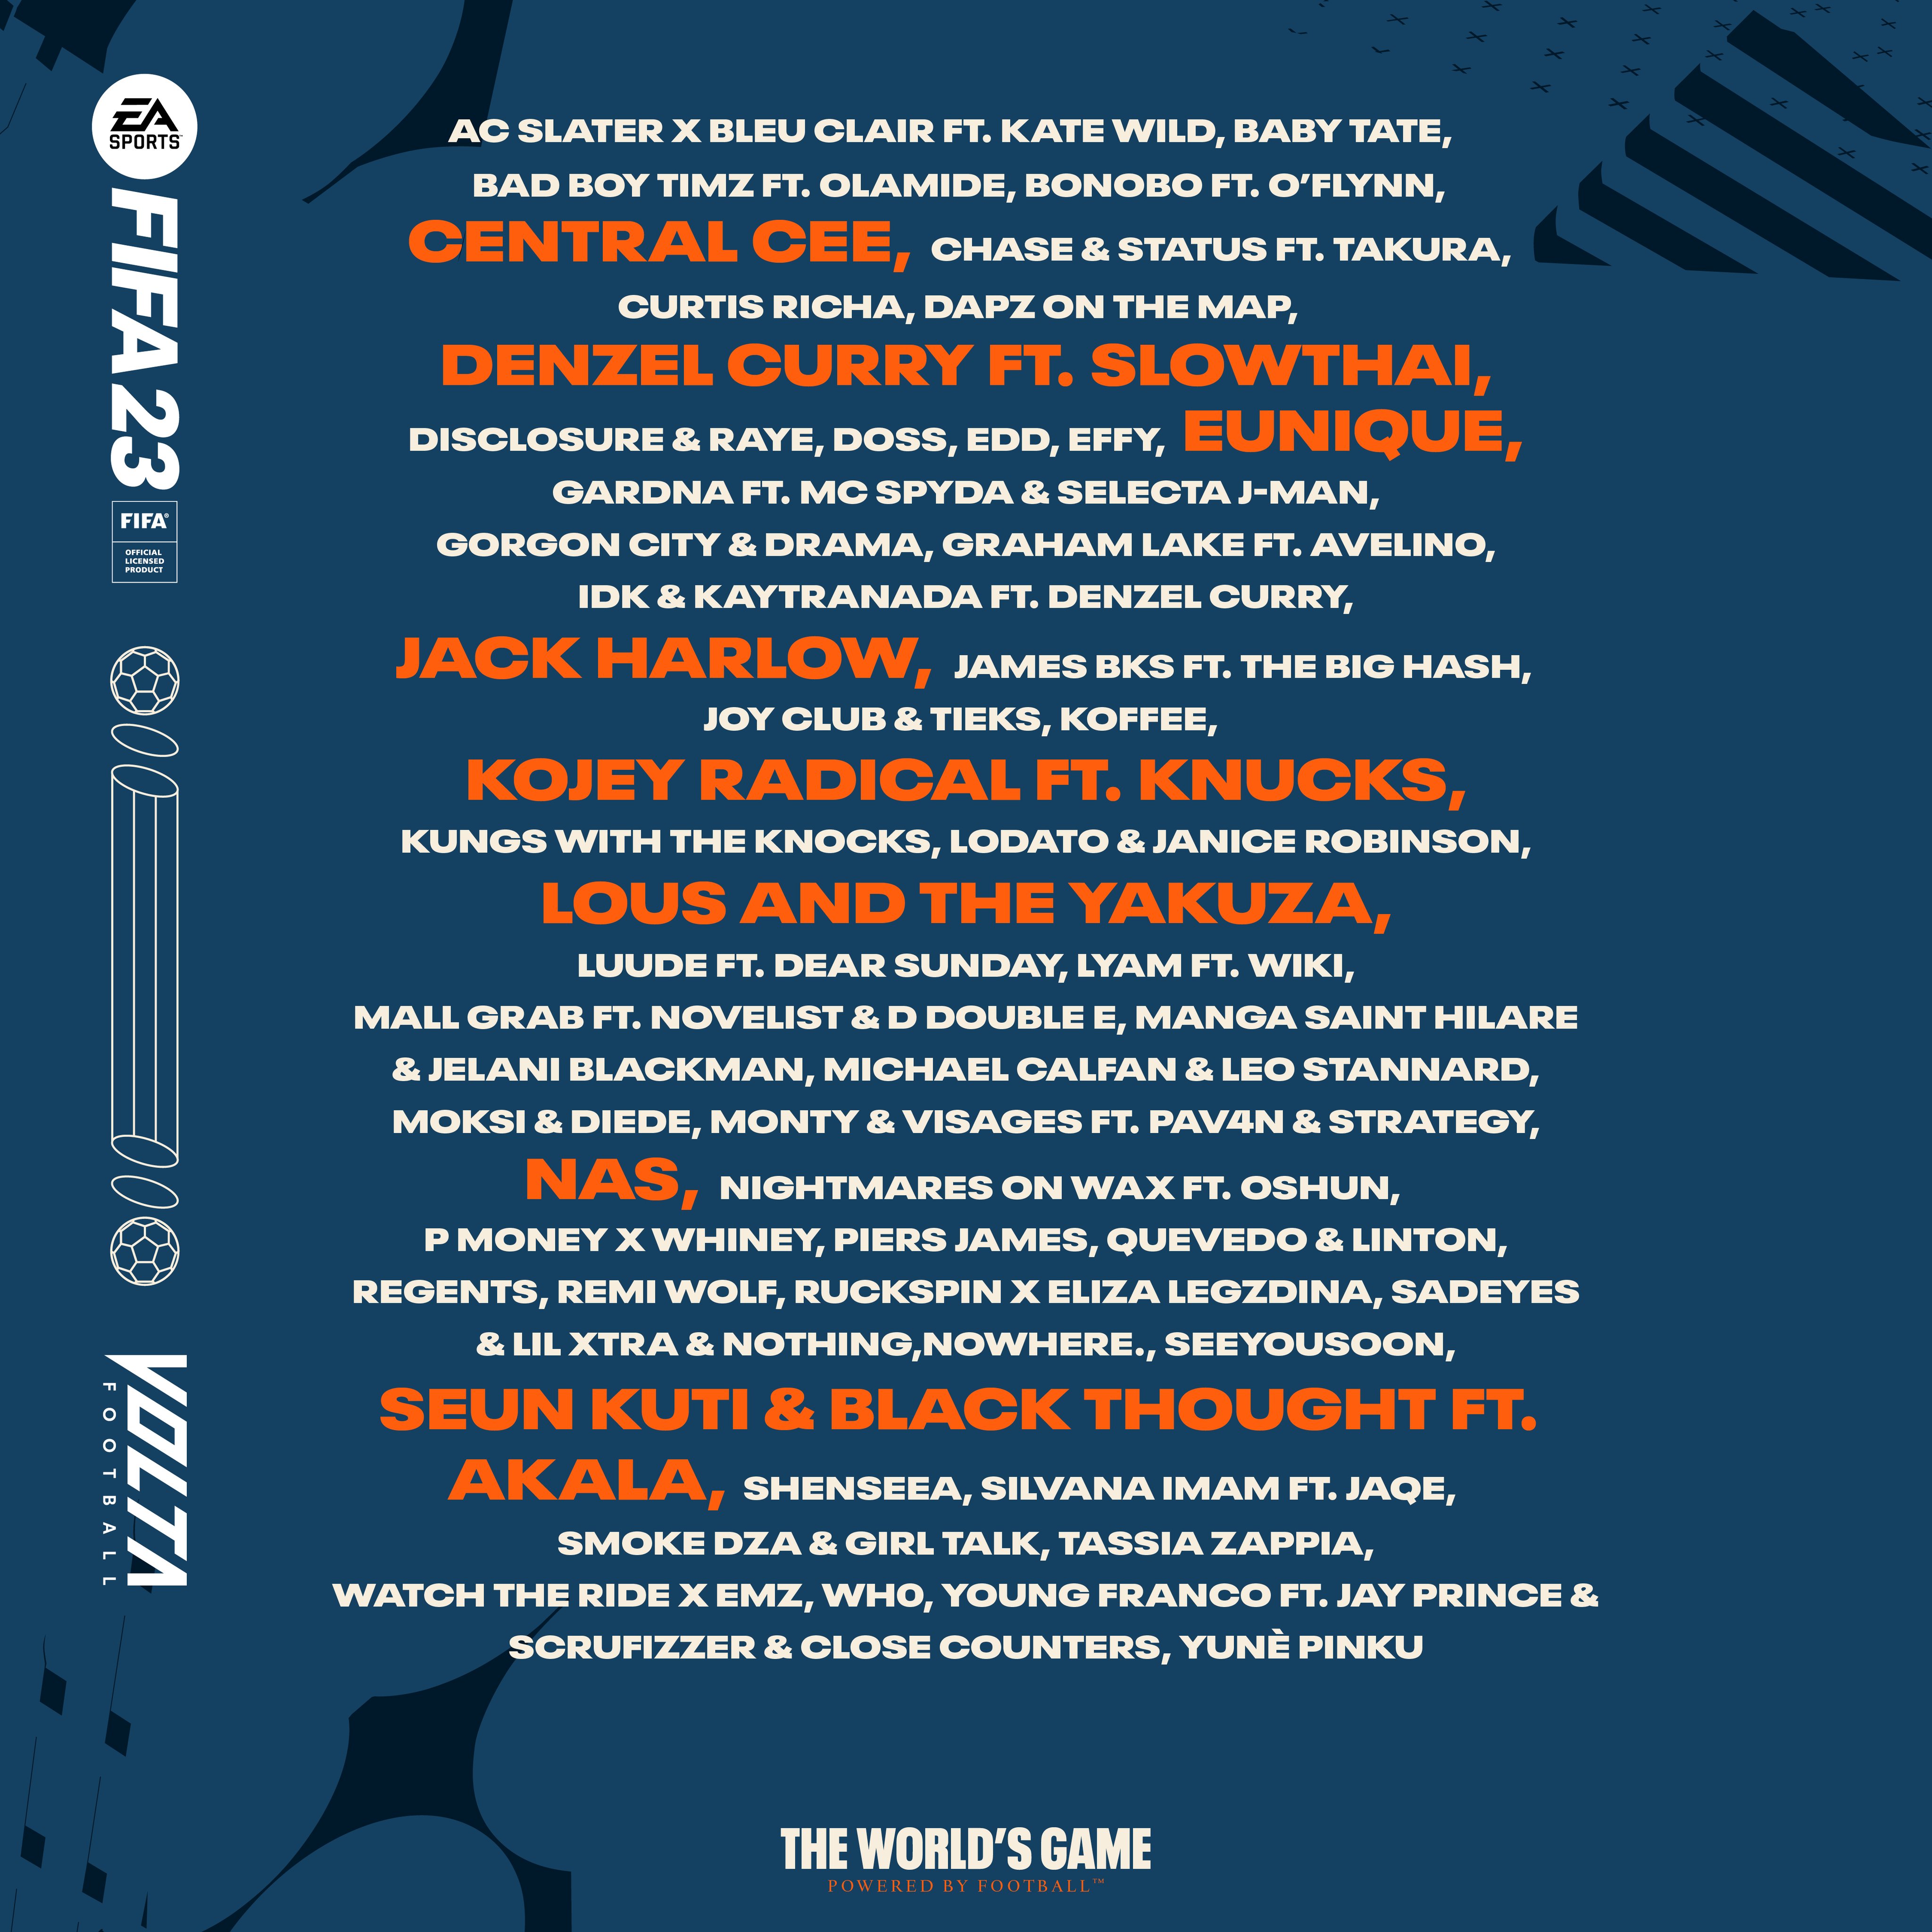 EA
SPORTS™
FIFA 23
FIFA®
OFFICIAL
LICENSED
PRODUCT
VOLTA
FOOTBALL
AC SLATER X BLEU CLAIR FT. KATE WILD, BABY TATE,
BAD BOY TIMZ FT. OLAMIDE, BONOBO FT. O’FLYNN,
CENTRAL CEE, CHASE & STATUS FT. TAKURA,
CURTIS RICHA, DAPZ ON THE MAP,
DENZEL CURRY FT. SLOWTHAI,
DISCLOSURE & RAYE, DOSS, EDD, EFFY, EUNIQUE,
GARDNA FT. MC SPYDA & SELECTA J-MAN,
GORGON CITY & DRAMA, GRAHAM LAKE FT. AVELINO,
IDK & KAYTRANADA FT. DENZEL CURRY,
JACK HARLOW, JAMES BKS FT. THE BIG HASH,
JOY CLUB & TIEKS, KOFFEE,
KOJEY RADICAL FT. KNUCKS,
KUNGS WITH THE KNOCKS, LODATO & JANICE ROBINSON,
LOUS AND THE YAKUZA,
LUUDE FT. DEAR SUNDAY, LYAM FT. WIKI,
MALL GRAB FT. NOVELIST & D DOUBLE E, MANGA SAINT HILARE
& JELANI BLACKMAN, MICHAEL CALFAN & LEO STANNARD,
MOKSI & DIEDE, MONTY & VISAGES FT. PAV4N & STRATEGY,
NAS, NIGHTMARES ON WAX FT. OSHUN,
P MONEY X WHINEY, PIERS JAMES, QUEVEDO & LINTON,
REGENTS, REMI WOLF, RUCKSPIN X ELIZA LEGZDINA, SADEYES
& LIL XTRA & NOTHING,NOWHERE., SEEYOUSOON,
SEUN KUTI & BLACK THOUGHT FT.
AKALA, SHENSEEA, SILVANA IMAM FT. JAQE,
SMOKE DZA & GIRL TALK, TASSIA ZAPPIA,
WATCH THE RIDE X EMZ, WH0, YOUNG FRANCO FT. JAY PRINCE &
SCRUFIZZER & CLOSE COUNTERS, YUNÈ PINKU
THE WORLD’S GAME
POWERED BY FOOTBALL™